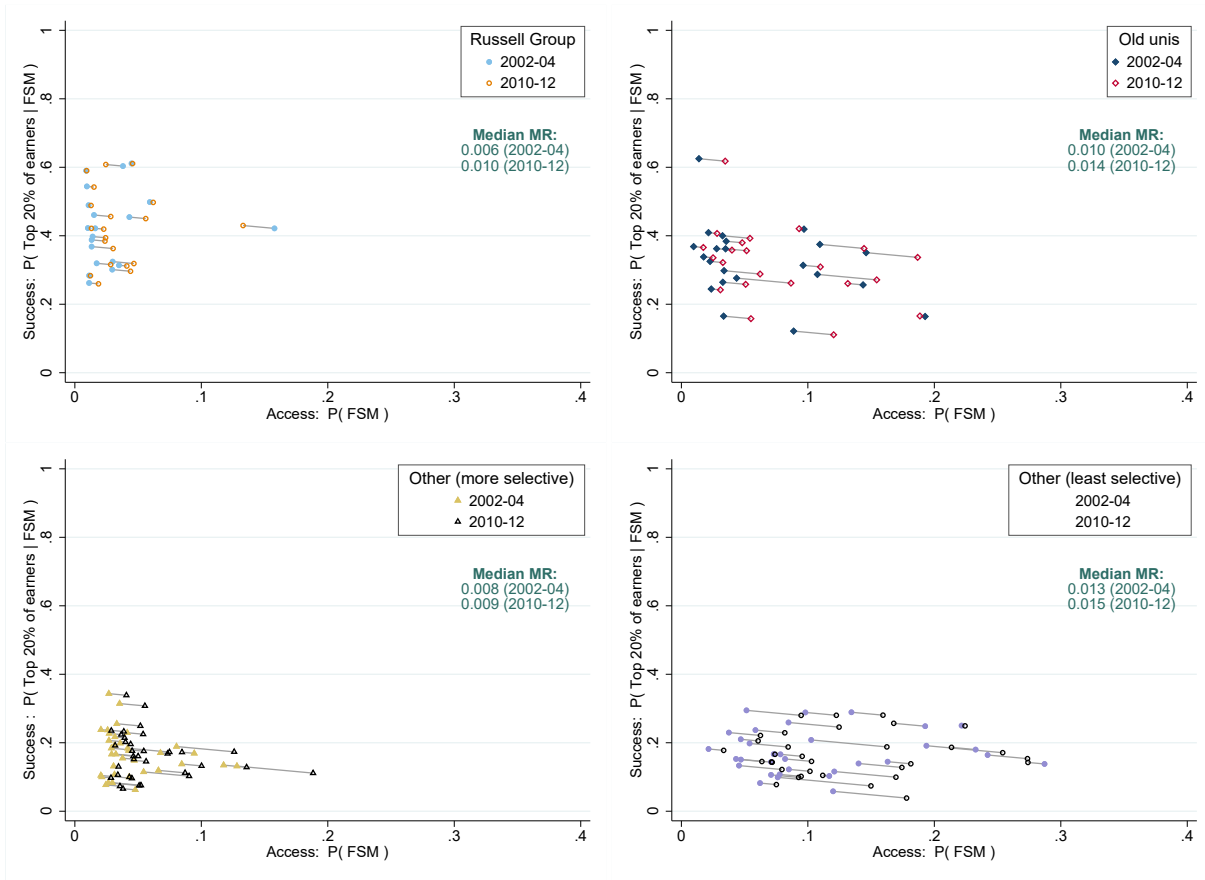 Russell Group
2002-04
2010-12
Median MR:
0.006 (2002-04)
0.010 (2010-12)
Success:  P( Top 20% of earners | FSM )
1
.8
.6
.4
.2
0
0 .1 .2 .3 .4
Access:  P( FSM )
Old unis
2002-04
2010-12
Median MR:
0.010 (2002-04)
0.014 (2010-12)
Success:  P( Top 20% of earners | FSM )
1
.8
.6
.4
.2
0
0 .1 .2 .3 .4
Access:  P( FSM )
Other (more selective)
2002-04
2010-12
Median MR:
0.008 (2002-04)
0.009 (2010-12)
Success :  P( Top 20% of earners | FSM )
1
.8
.6
.4
.2
0
0 .1 .2 .3 .4
Access:  P( FSM )
Other (least selective)
2002-04
2010-12
Median MR:
0.013 (2002-04)
0.015 (2010-12)
Success:  P( Top 20% of earners | FSM )
1
.8
.6
.4
.2
0
0 .1 .2 .3 .4
Access:  P( FSM )